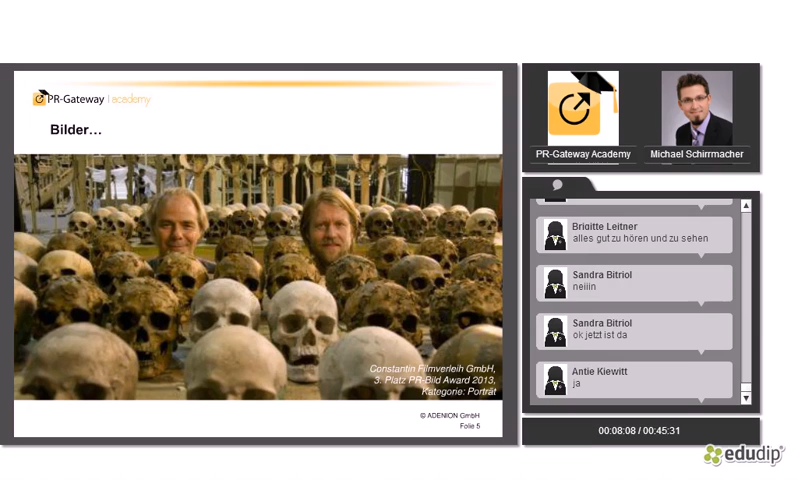 PR-Gateway | academy
Bilder…
Constantin Filmverleih GmbH,
3. Platz PR-Bild Award 2013,
Kategorie: Porträt
© ADENION GmbH
Folie 5
PR-Gateway Academy
Michael Schirrmacher
Brigitte Leitner
alles gut zu hören und zu sehen
Sandra Bitriol
neiiin
Sandra Bitriol
ok jetzt ist da
Antie Kiewitt
ja
00:08:08 / 00:45:31
edudip